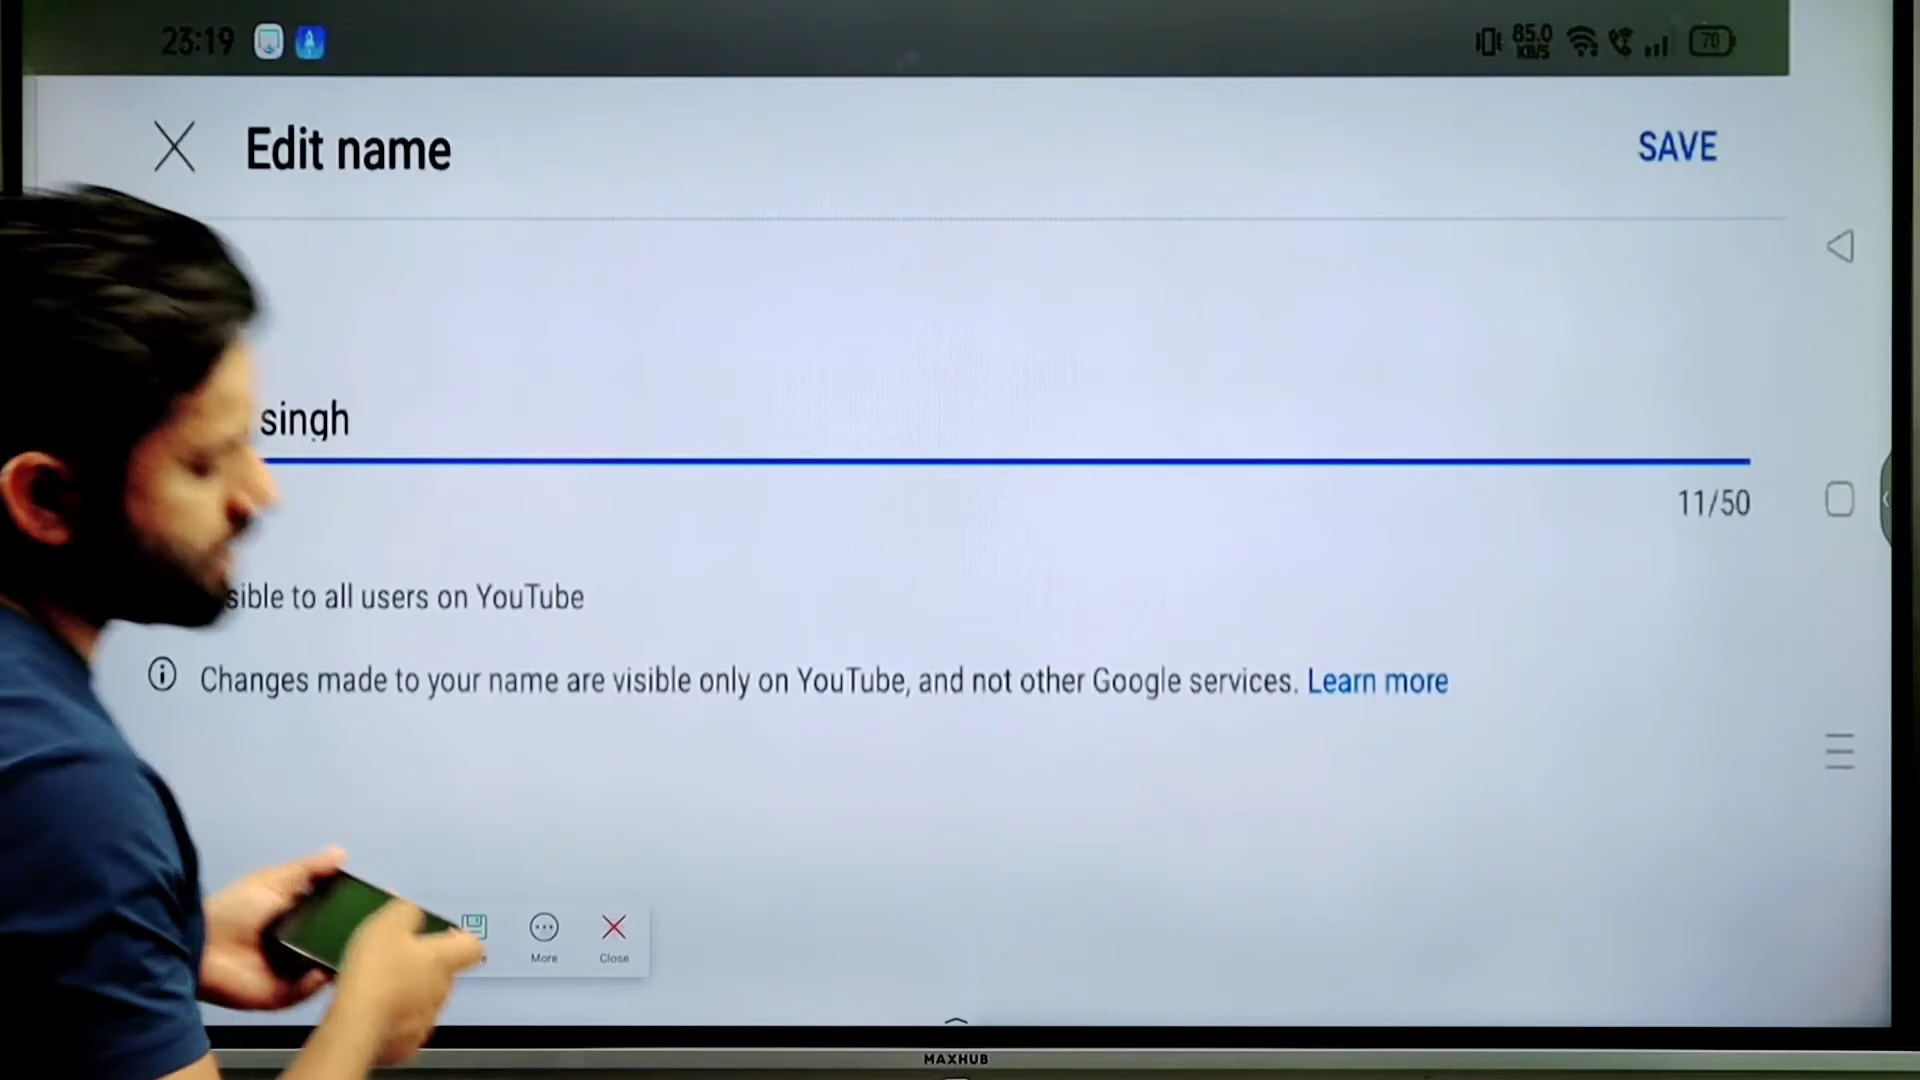 23:19 85.0 KB/S 70
Edit name SAVE
singh
11/50
sible to all users on YouTube
Changes made to your name are visible only on YouTube, and not other Google services. Learn more
More Close
MAXHUB